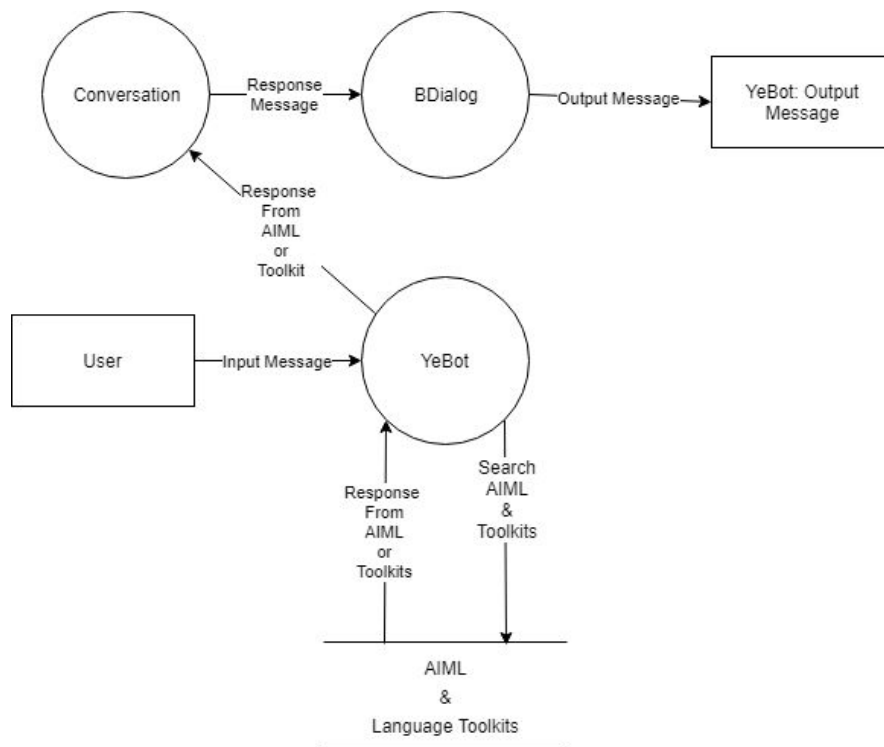 Conversation
Response
Message
BDialog
Output Message
YeBot: Output
Message
Response
From
AIML
or
Toolkit
User
Input Message
YeBot
Response
From
AIML
or
Toolkits
Search
AIML
&
Toolkits
AIML
&
Language Toolkits